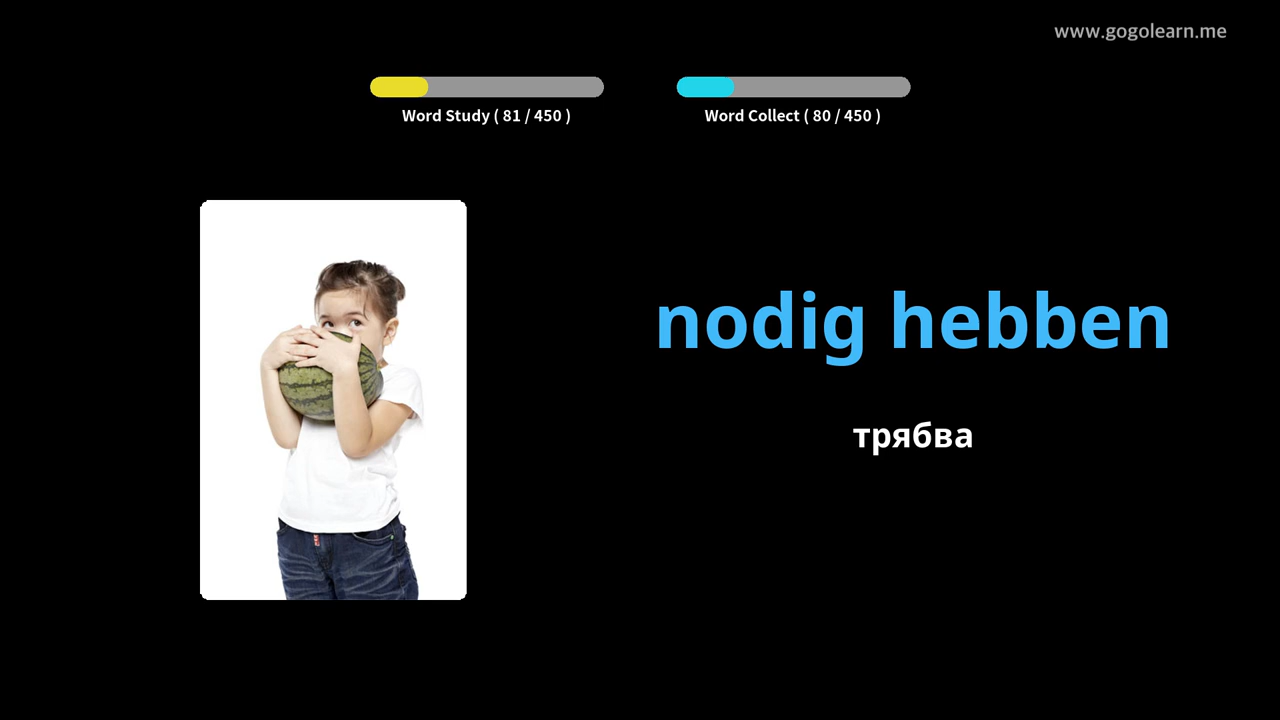 www.gogolearn.me
Word Study ( 81 / 450 )
Word Collect ( 80 / 450 )
nodig hebben
трябва